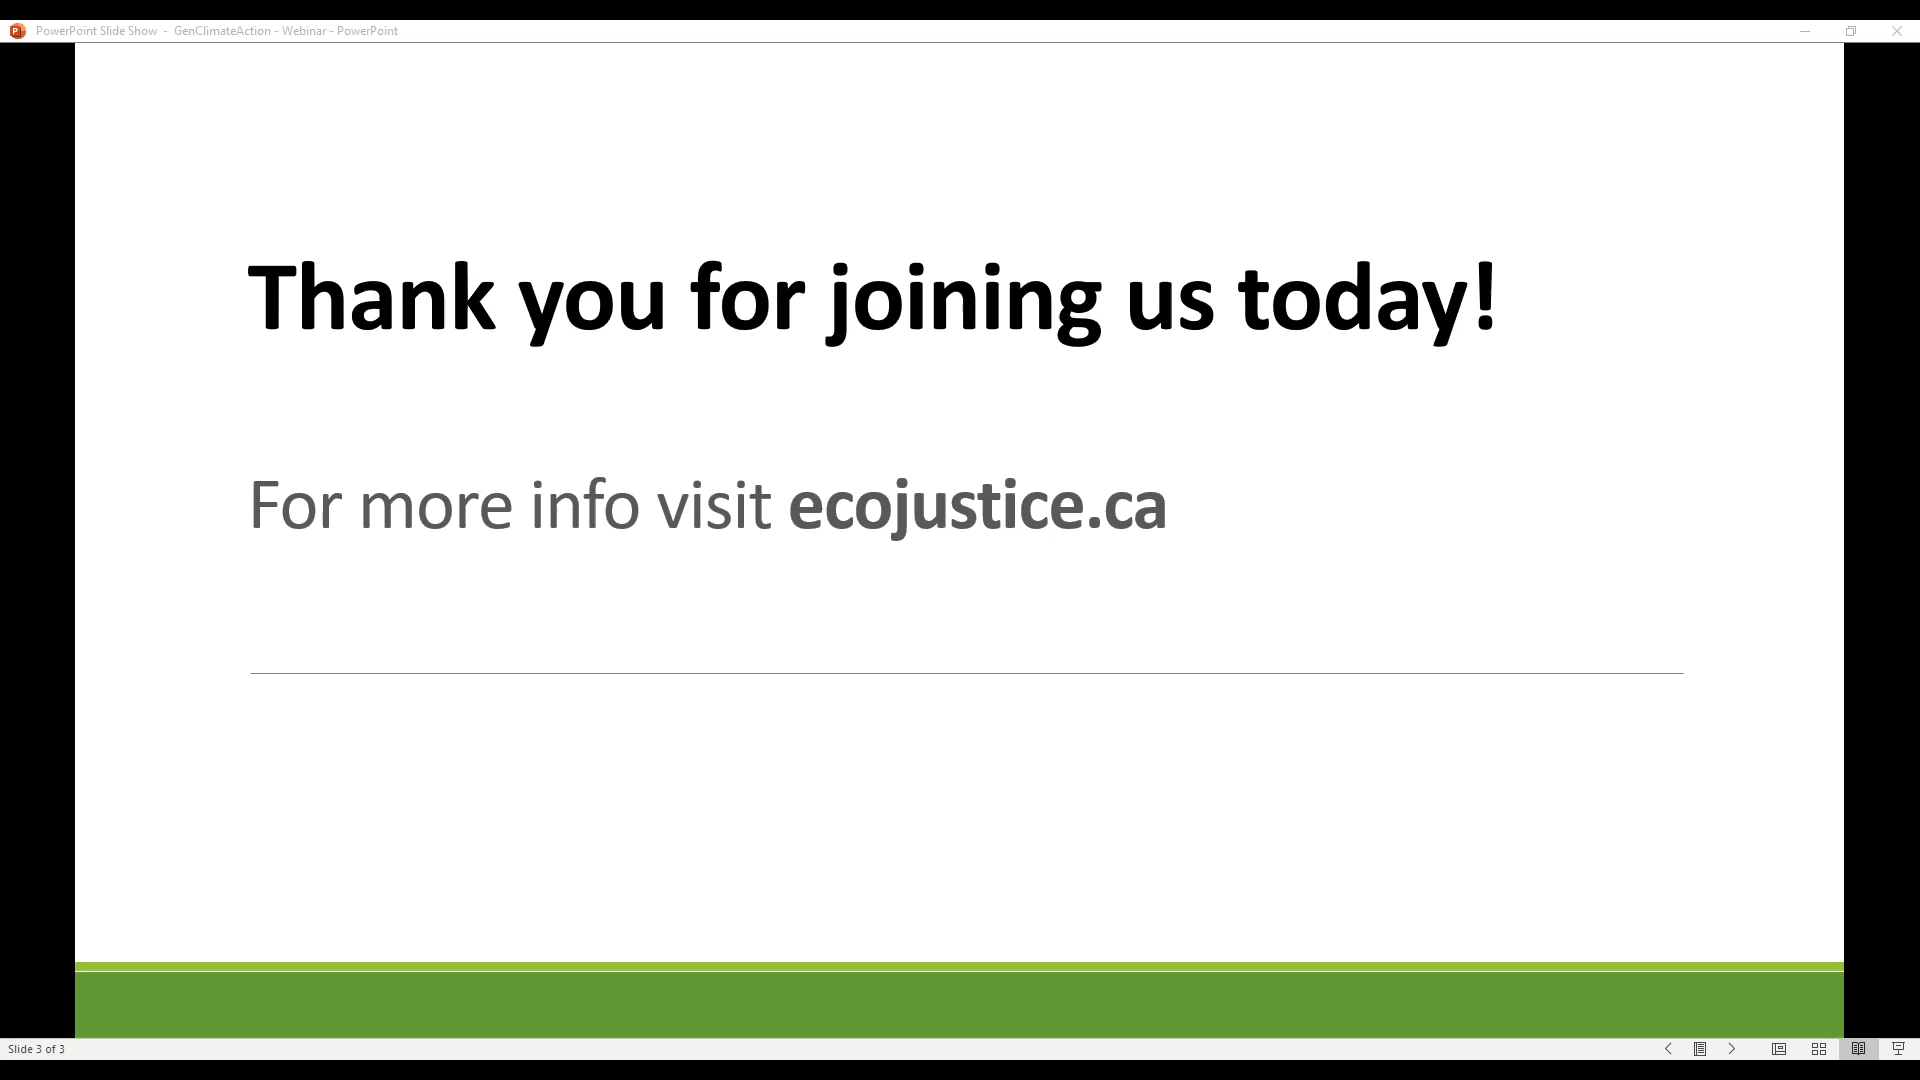 PowerPoint Slide Show - GenClimateAction - Webinar - PowerPoint
Thank you for joining us today!
For more info visit ecojustice.ca
Slide 3 of 3